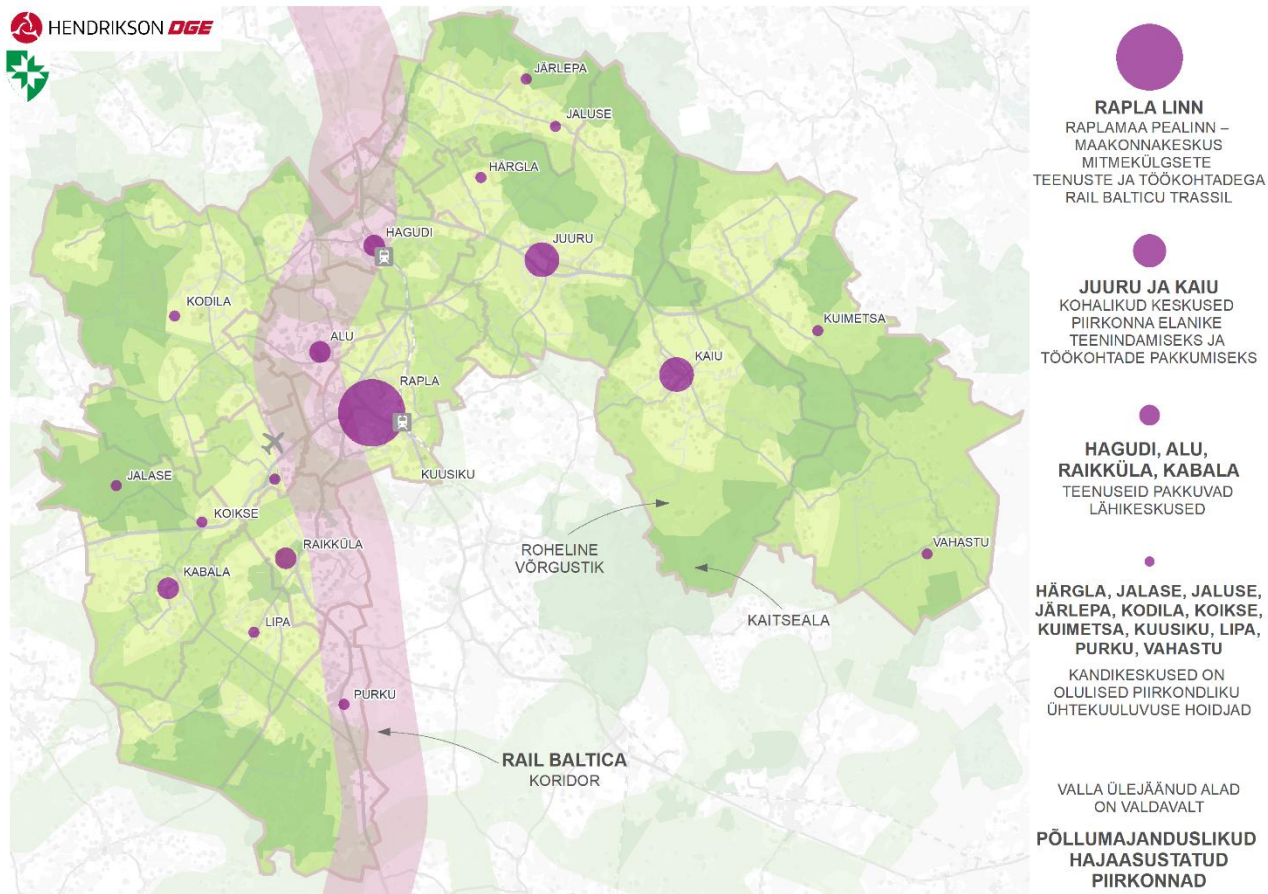 HENDRIKSON DGE
JÄRLEPA
JALUSE
HÄRGLA
HAGUDI
JUURU
KODILA
KUIMETSA
ALU
KAIU
RAPLA
KUUSIKU
JALASE
KOIKSE
ROHELINE
VÕRGUSTIK
VAHASTU
RAIKKÜLA
KABALA
KAITSEALA
LIPA
PURKU
RAIL BALTICA
KORIDOR
RAPLA LINN
RAPLAMAA PEALINN –
MAAKONNAKESKUS
MITMEKÜLGSETE
TEENUSTE JA TÖÖKOHTADEGA
RAIL BALTICU TRASSIL
JUURU JA KAIU
KOHALIKUD KESKUSED
PIIRKONNA ELANIKE
TEENINDAMISEKS JA
TÖÖKOHTADE PAKKUMISEKS
HAGUDI, ALU,
RAIKKÜLA, KABALA
TEENUSEID PAKKUVAD
LÄHIKESKUSED
HÄRGLA, JALASE, JALUSE,
JÄRLEPA, KODILA, KOIKSE,
KUIMETSA, KUUSIKU, LIPA,
PURKU, VAHASTU
KANDIKESKUSED ON
OLULISED PIIRKONDLIKU
ÜHTEKUULUVUSE HOIDJAD
VALLA ÜLEJÄÄNUD ALAD
ON VALDAVALT
PÕLLUMAJANDUSLIKUD
HAJAASUSTATUD
PIIRKONNAD